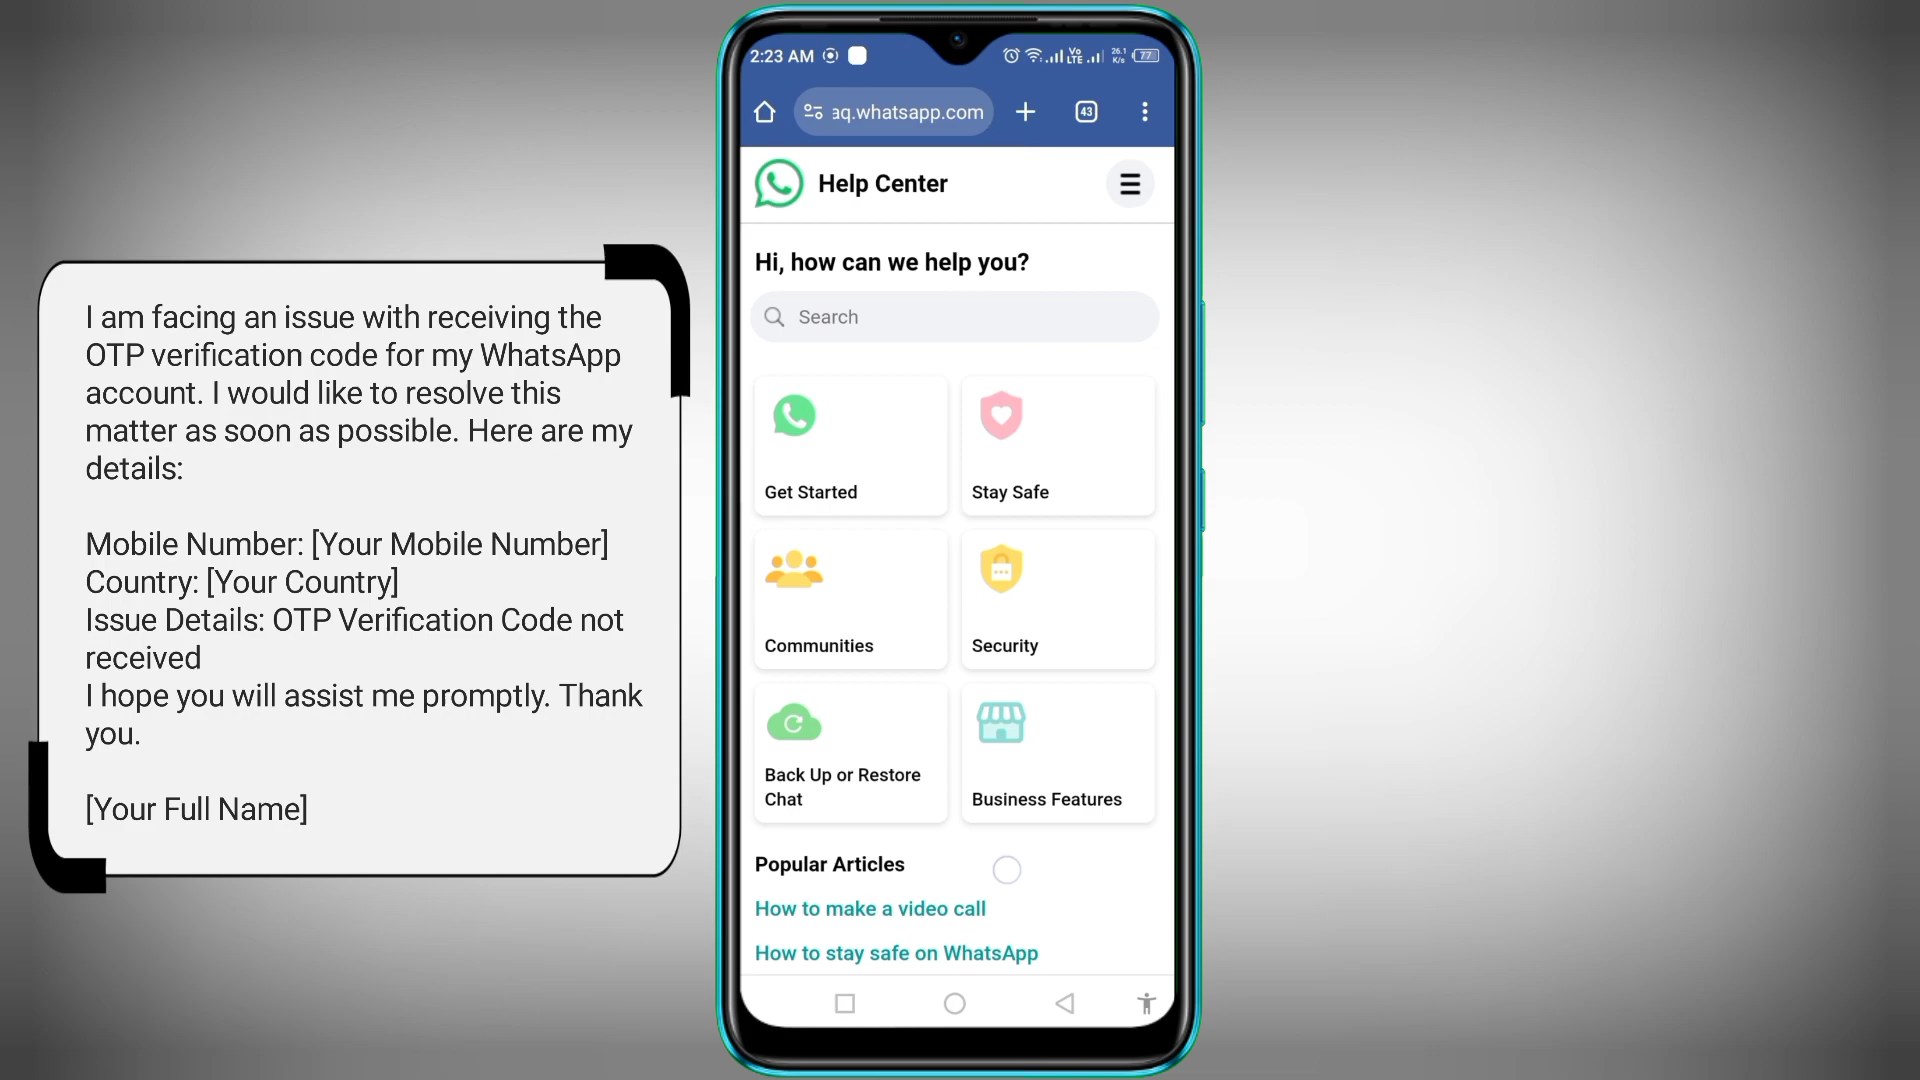 I am facing an issue with receiving the
OTP verification code for my WhatsApp
account. I would like to resolve this
matter as soon as possible. Here are my
details:
Mobile Number: [Your Mobile Number]
Country: [Your Country]
Issue Details: OTP Verification Code not
received
I hope you will assist me promptly. Thank
you.
[Your Full Name]
2:23 AM
Vo
LTE
26.1
K/s
77
aq.whatsapp.com
43
Help Center
Hi, how can we help you?
Search
Get Started
Stay Safe
Communities
Security
Back Up or Restore
Chat
Business Features
Popular Articles
How to make a video call
How to stay safe on WhatsApp